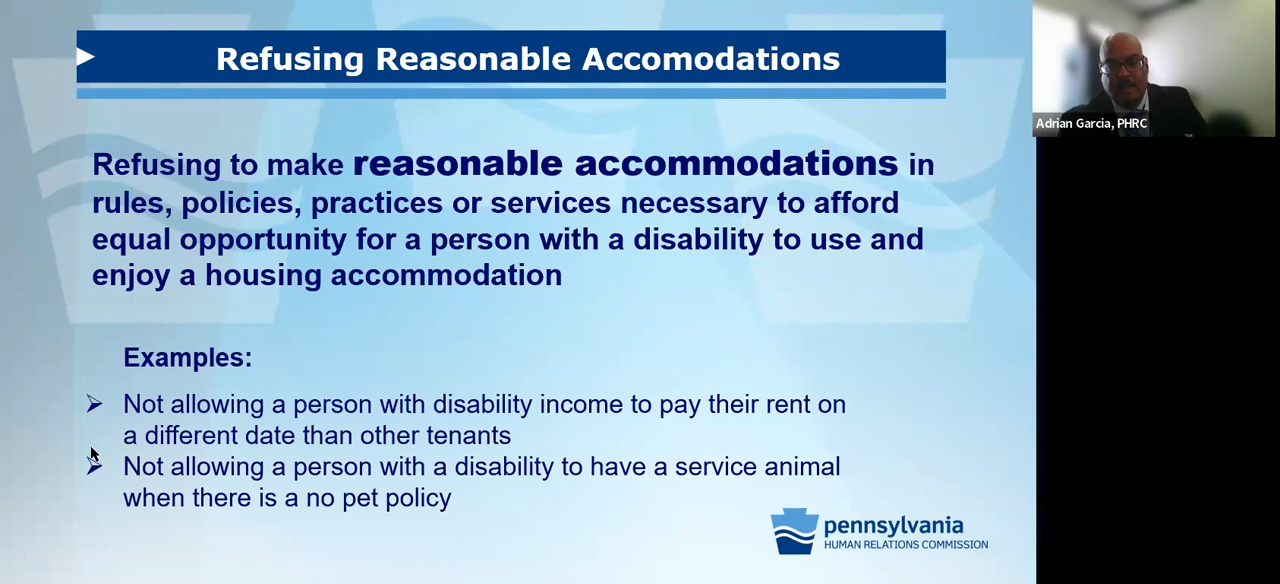 Refusing Reasonable Accomodations
Refusing to make reasonable accommodations in
rules, policies, practices or services necessary to afford
equal opportunity for a person with a disability to use and
enjoy a housing accommodation
Examples:
Not allowing a person with disability income to pay their rent on
a different date than other tenants
Not allowing a person with a disability to have a service animal
when there is a no pet policy
pennsylvania
HUMAN RELATIONS COMMISSION
Adrian Garcia, PHRC